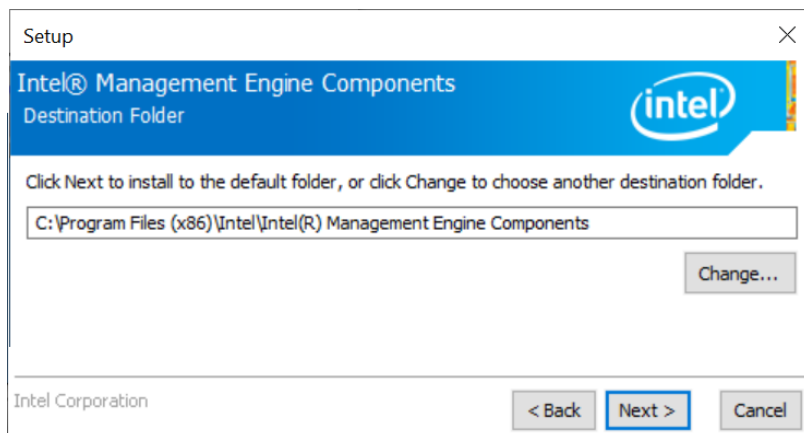 Setup
Intel® Management Engine Components
Destination Folder
intel
Click Next to install to the default folder, or click Change to choose another destination folder.
C:\Program Files (x86)\Intel\Intel(R) Management Engine Components
Change...
Intel Corporation
< Back
Next >
Cancel